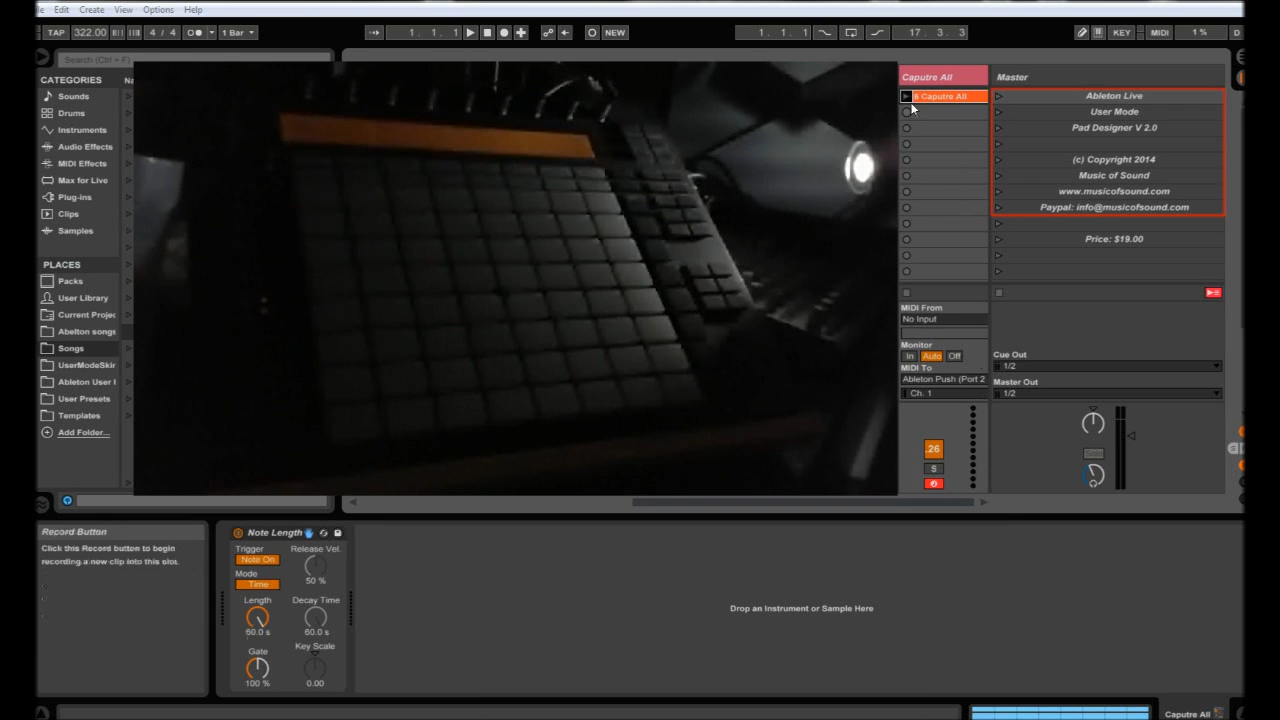 Edit Create View Options Help
TAP 322.00 4 / 4 1 Bar 1. 1. 1 NEW 1. 1. 1 17. 3. 3 KEY MIDI 1 % D
Search (Ctrl + F)
CATEGORIES
Sounds
Drums
Instruments
Audio Effects
MIDI Effects
Max for Live
Plug-ins
Clips
Samples
PLACES
Packs
User Library
Current Projec
Abelton songs
Songs
UserModeSkin
Ableton User
User Presets
Templates
Add Folder...
Caputre All
6 Caputre All
MIDI From
No Input
Monitor
In Auto Off
MIDI To
Ableton Push (Port 2
Ch. 1
.26
S
Master
Ableton Live
User Mode
Pad Designer V 2.0
(c) Copyright 2014
Music of Sound
www.musicofsound.com
Paypal: info@musicofsound.com
Price: $19.00
Cue Out
1/2
Master Out
1/2
Record Button
Click this Record button to begin
recording a new clip into this slot.
Note Length
Trigger
Note On
Mode
Time
Length
60.0 s
Gate
100 %
Release Vel.
50 %
Decay Time
60.0 s
Key Scale
0.00
Drop an Instrument or Sample Here
Caputre All